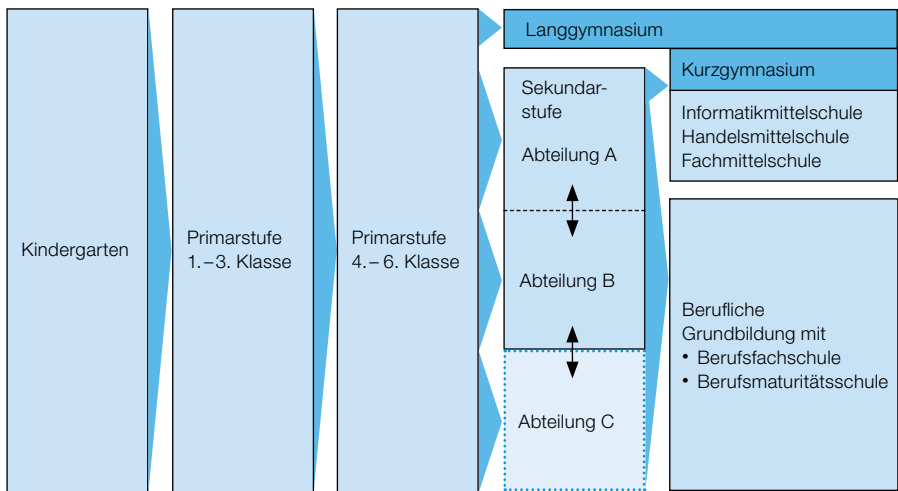 Kindergarten
Primarstufe
1.–3. Klasse
Primarstufe
4.–6. Klasse
Langgymnasium
Sekundar-
stufe
Abteilung A
Abteilung B
Abteilung C
Kurzgymnasium
Informatikmittelschule
Handelsmittelschule
Fachmittelschule
Berufliche
Grundbildung mit
• Berufsfachschule
• Berufsmaturitätsschule